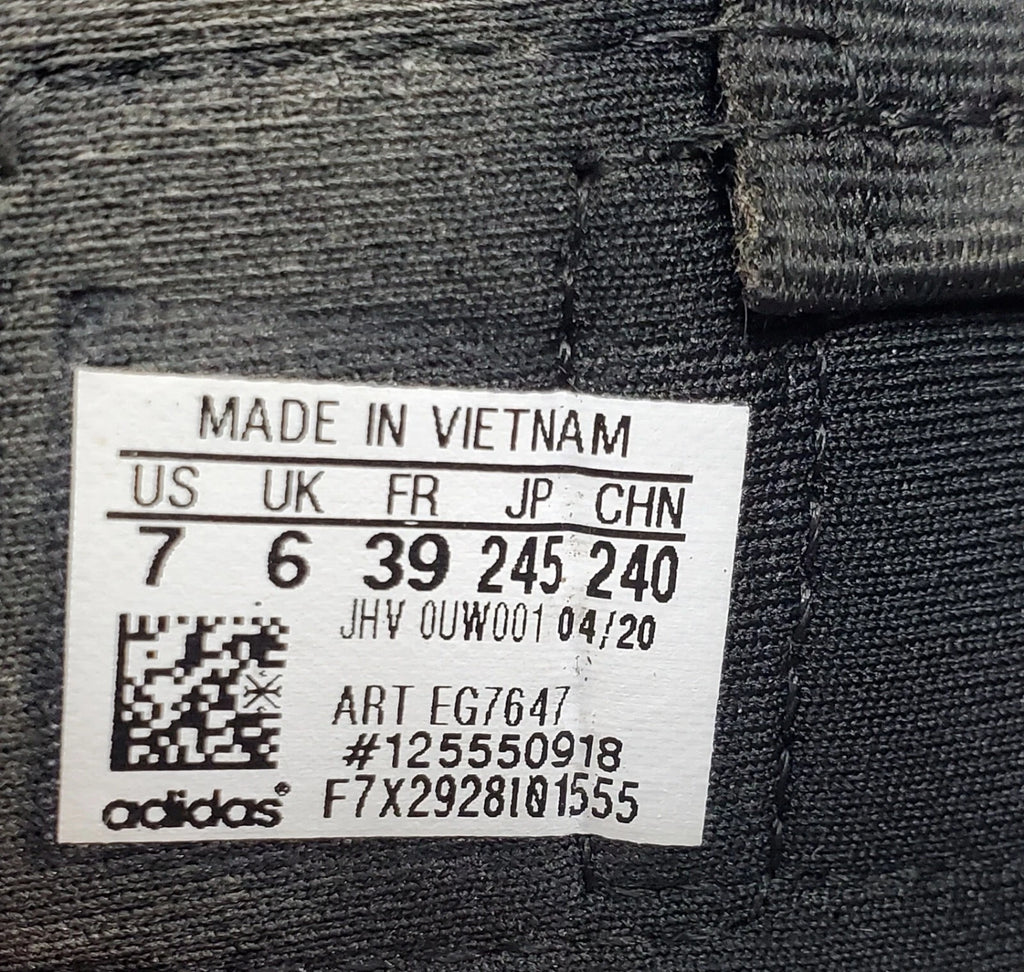 MADE IN VIETNAM
US UK FR JP CHN
7 6 39 245 240
JHV 0UW001 04/20
ART EG7647
#125550918
adidas®